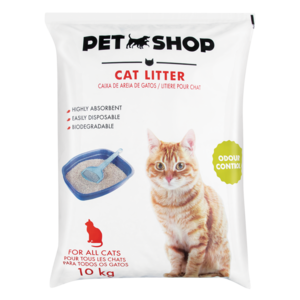 PET SHOP
CAT LITTER
CAIXA DE AREIA DE GATOS / LITIERE POUR CHAT
HIGHLY ABSORBENT
EASILY DISPOSABLE
BIODEGRADABLE
ODOUR
CONTROL
FOR ALL CATS
POUR TOUS LES CHATS
PARA TODOS OS GATOS
10 kg